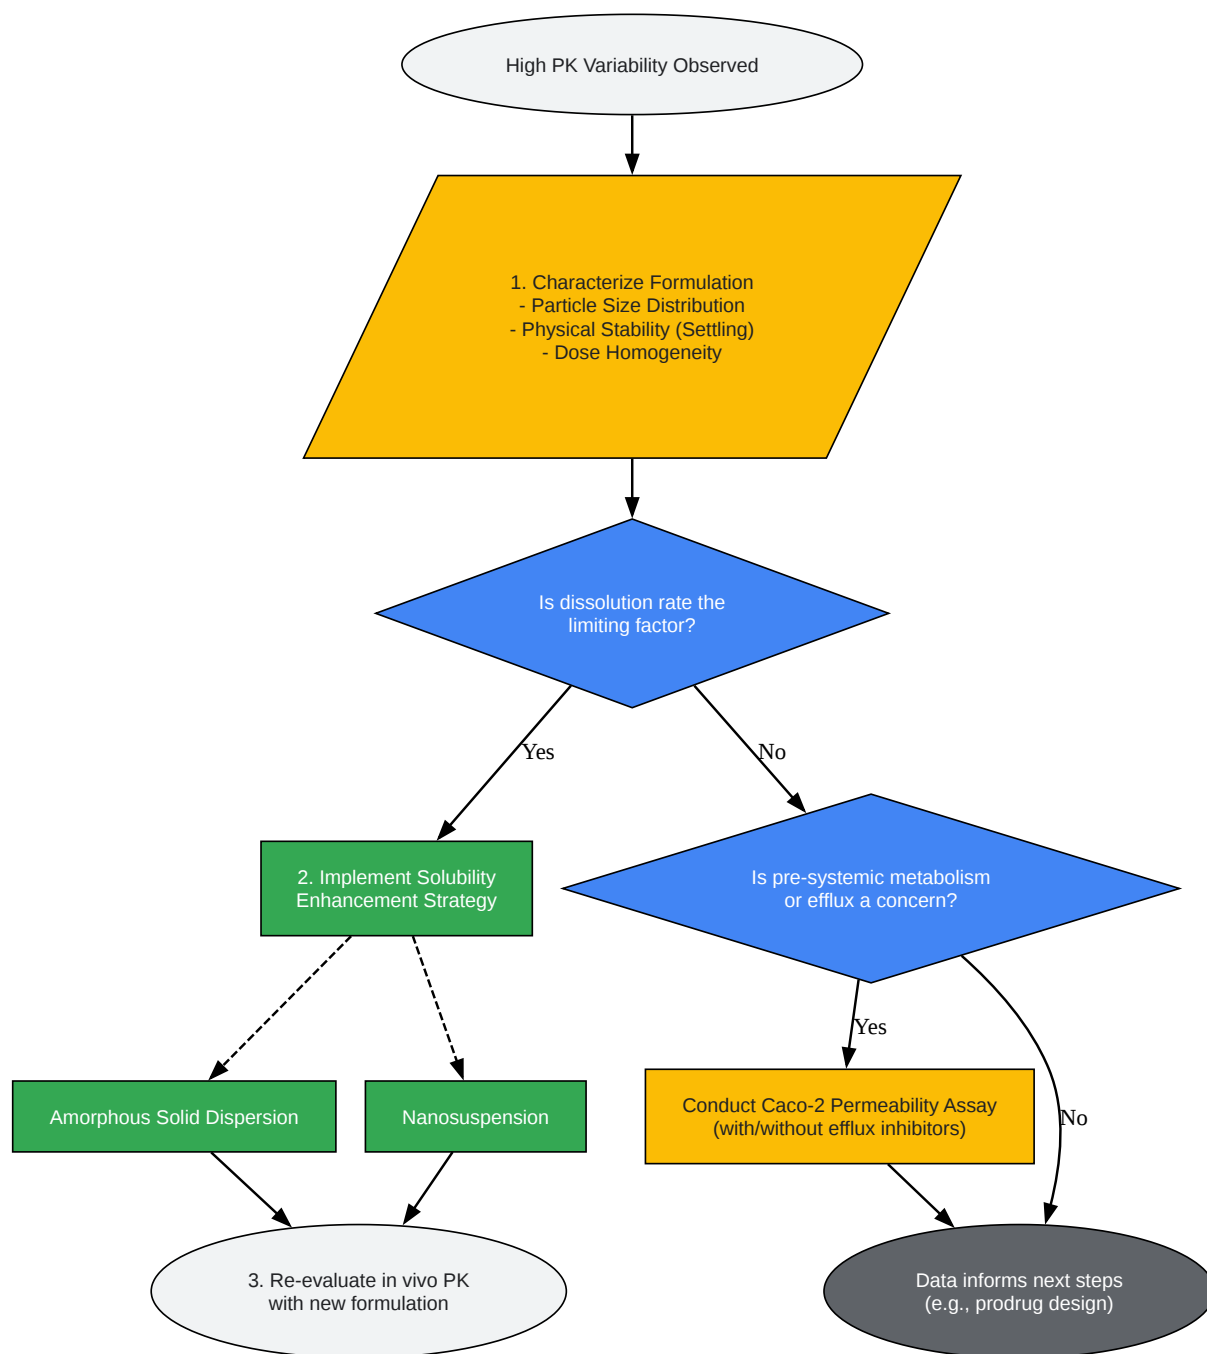 High PK Variability Observed
1. Characterize Formulation
- Particle Size Distribution
- Physical Stability (Settling)
- Dose Homogeneity
Is dissolution rate the
limiting factor?
Yes
No
2. Implement Solubility
Enhancement Strategy
Is pre-systemic metabolism
or efflux a concern?
Yes
No
Amorphous Solid Dispersion
Nanosuspension
Conduct Caco-2 Permeability Assay
(with/without efflux inhibitors)
3. Re-evaluate in vivo PK
with new formulation
Data informs next steps
(e.g., prodrug design)